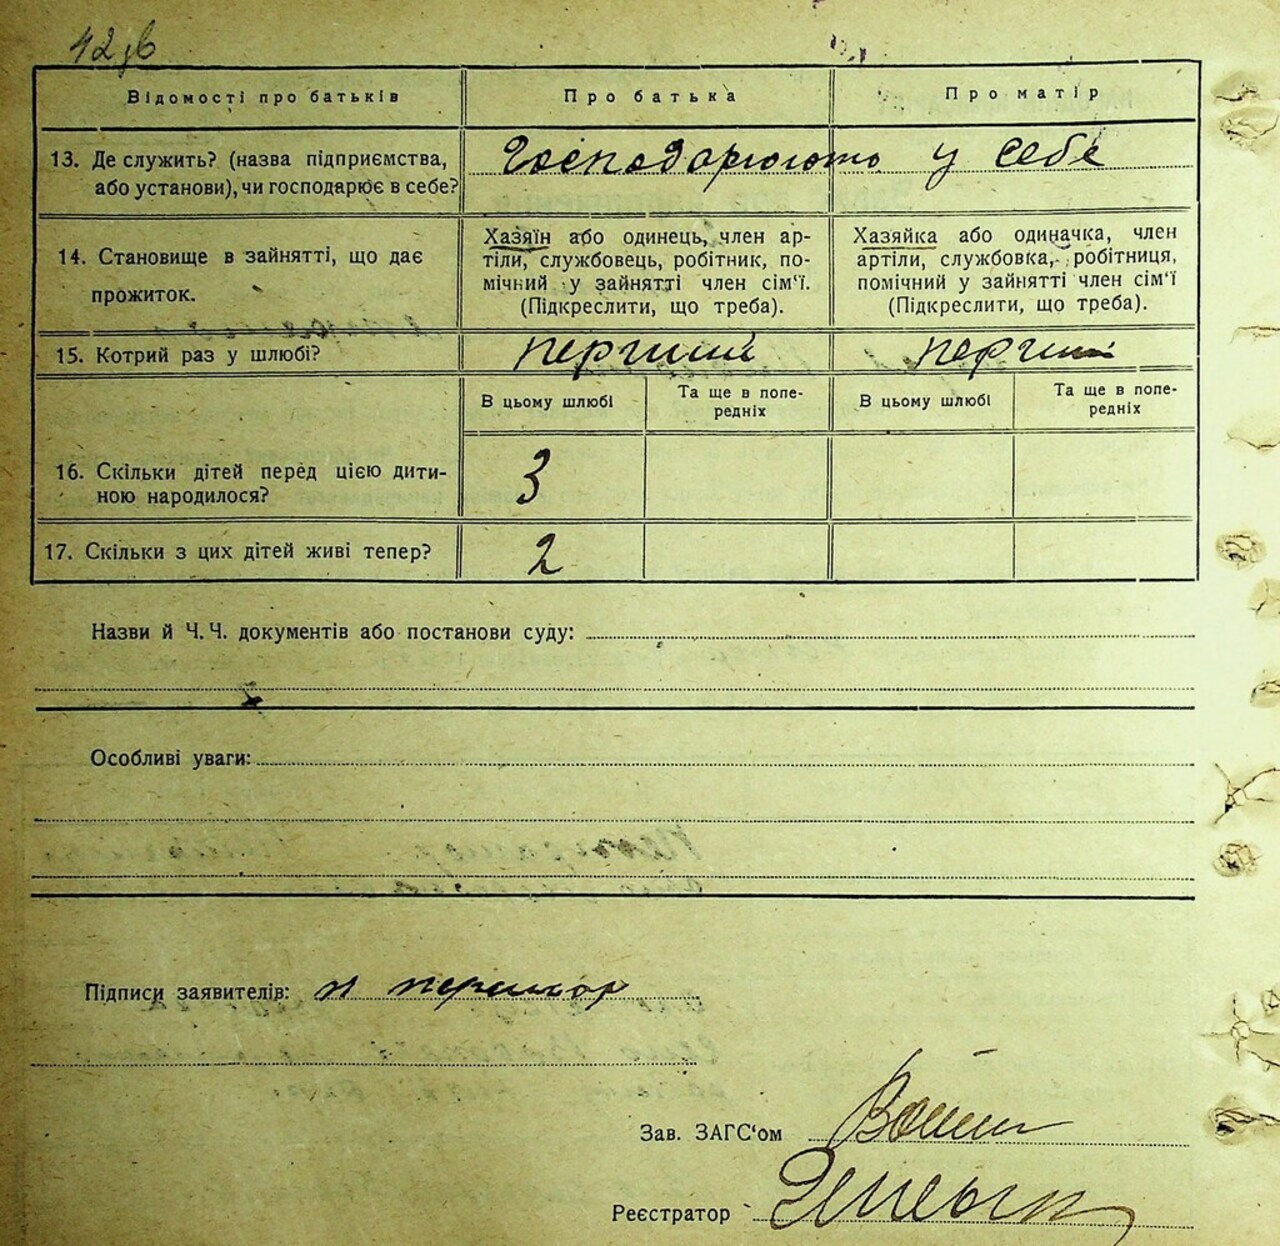 42
Відомості про батьків Про батька Про матір
13. Де служить? (назва підприємства, або установи), чи господарює в себе? Господорюють у себе
14. Становище в зайнятті, що дає прожиток.
Хазяїн або одинець, член ар-
тілі, службовець, робітник, по-
мічний у зайнятті член сім'ї.
(Підкреслити, що треба).
Хазяйка або одиначка, член
артіли, службовка, робітниця,
помічний у зайнятті член сім'ї
(Підкреслити, що треба).
15. Котрий раз у шлюбі? перший перший
В цьому шлюбі Та ще в попе-
редніх В цьому шлюбі Та ще в попе-
редніх
16. Скільки дітей перед цією дити-
ною народилося? 3
17. Скільки з цих дітей живі тепер? 2
Назви й Ч. Ч. документів або постанови суду:
Особливі уваги:
Підписи заявителів:
Зав. ЗАГС'ом
Реєстратор